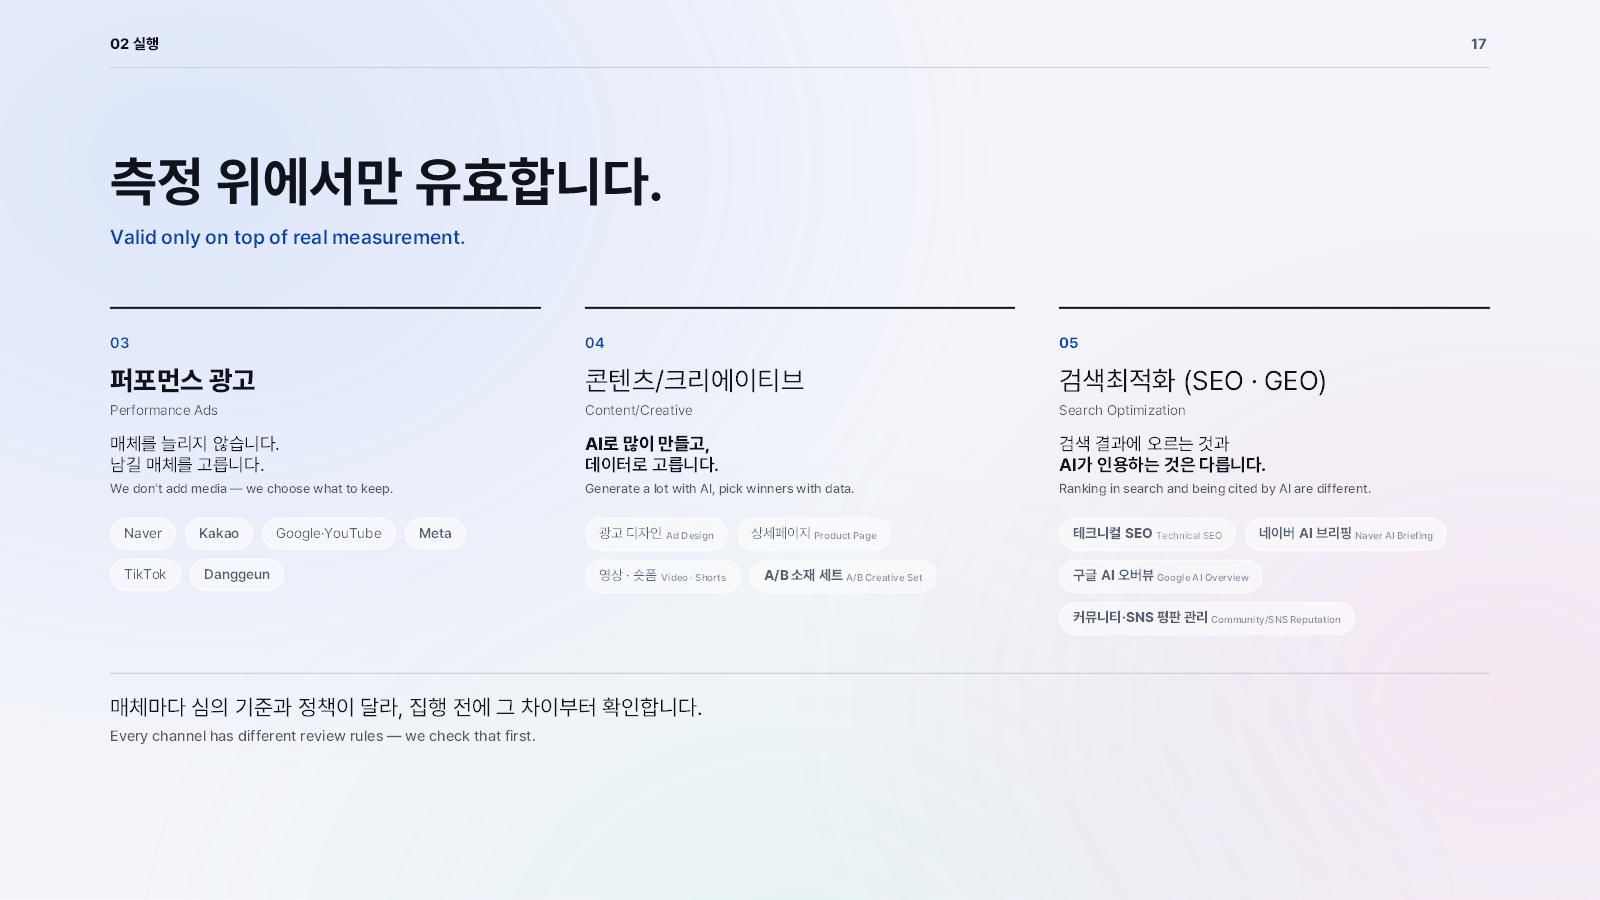 02 실행
17
측정 위에서만 유효합니다.
Valid only on top of real measurement.
03
퍼포먼스 광고
Performance Ads
매체를 늘리지 않습니다.
남길 매체를 고릅니다.
We don't add media — we choose what to keep.
Naver Kakao Google·YouTube Meta
TikTok Danggeun
04
콘텐츠/크리에이티브
Content/Creative
AI로 많이 만들고,
데이터로 고릅니다.
Generate a lot with AI, pick winners with data.
광고 디자인 Ad Design 상세페이지 Product Page
영상 · 숏폼 Video · Shorts A/B 소재 세트 A/B Creative Set
05
검색최적화 (SEO · GEO)
Search Optimization
검색 결과에 오르는 것과
AI가 인용하는 것은 다릅니다.
Ranking in search and being cited by AI are different.
테크니컬 SEO Technical SEO 네이버 AI 브리핑 Naver AI Briefing
구글 AI 오버뷰 Google AI Overview
커뮤니티·SNS 평판 관리 Community/SNS Reputation
매체마다 심의 기준과 정책이 달라, 집행 전에 그 차이부터 확인합니다.
Every channel has different review rules — we check that first.